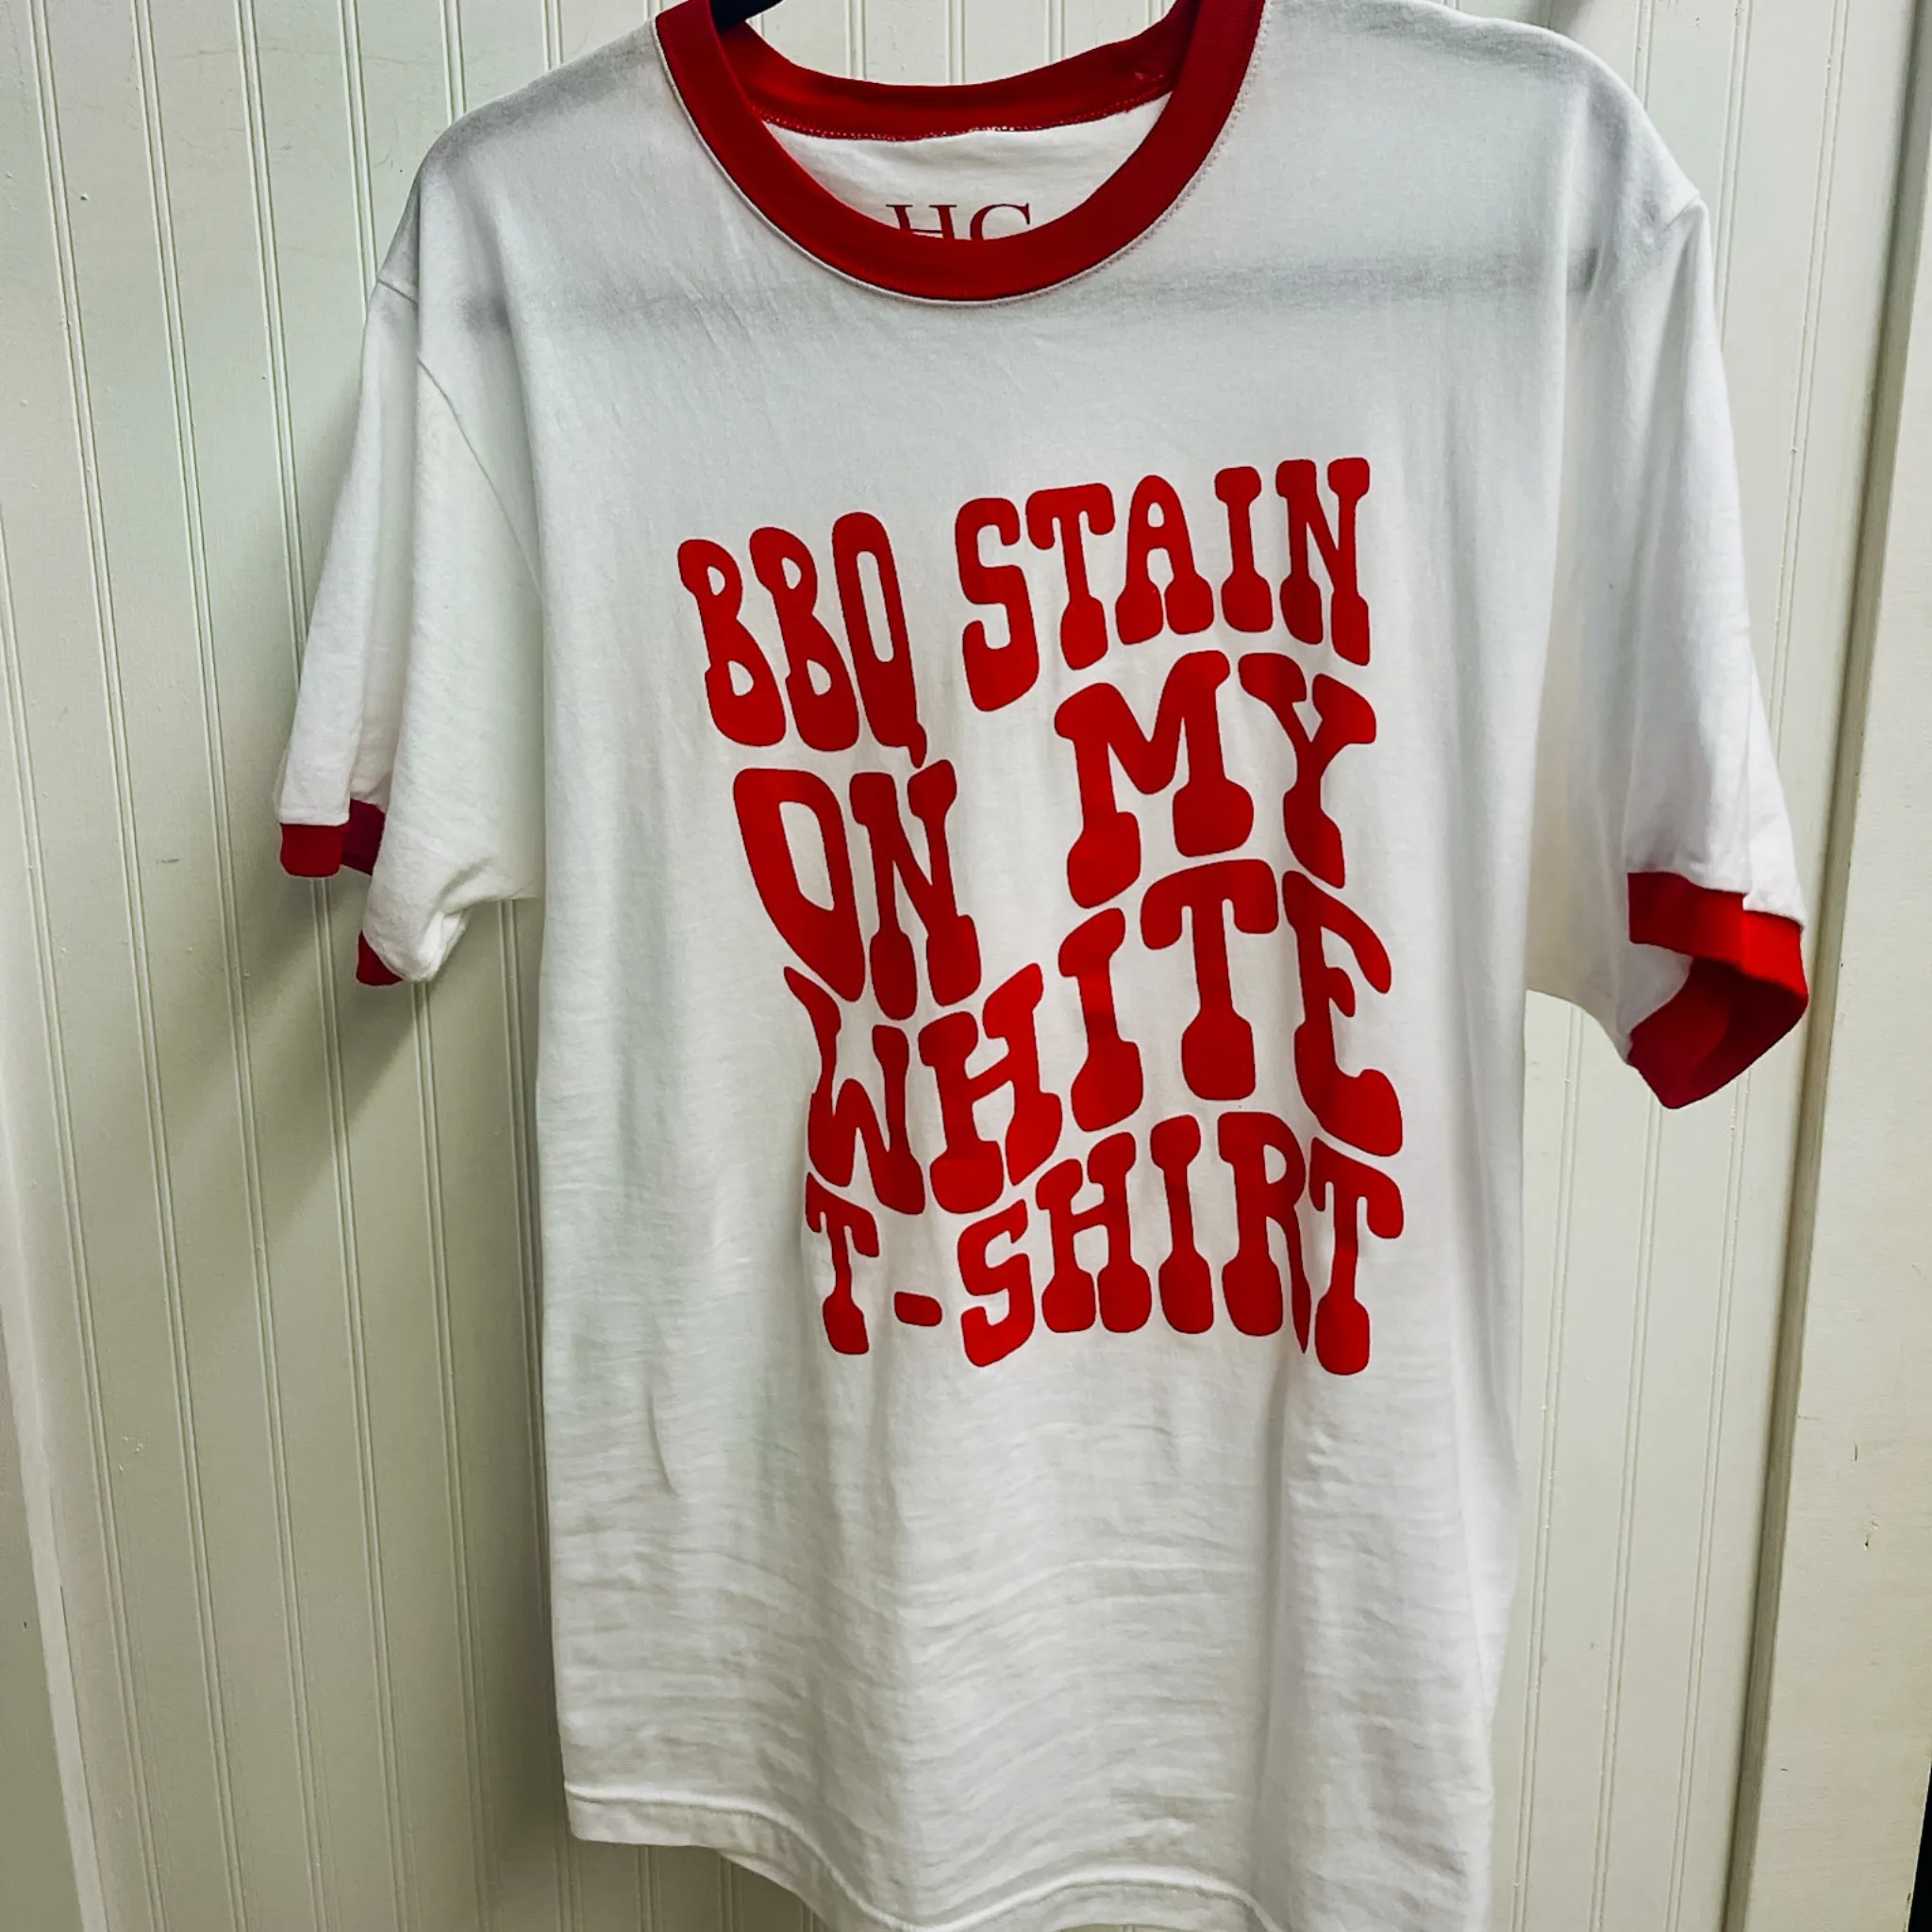 HC
BBQ STAIN
ON MY
WHITE
T-SHIRT